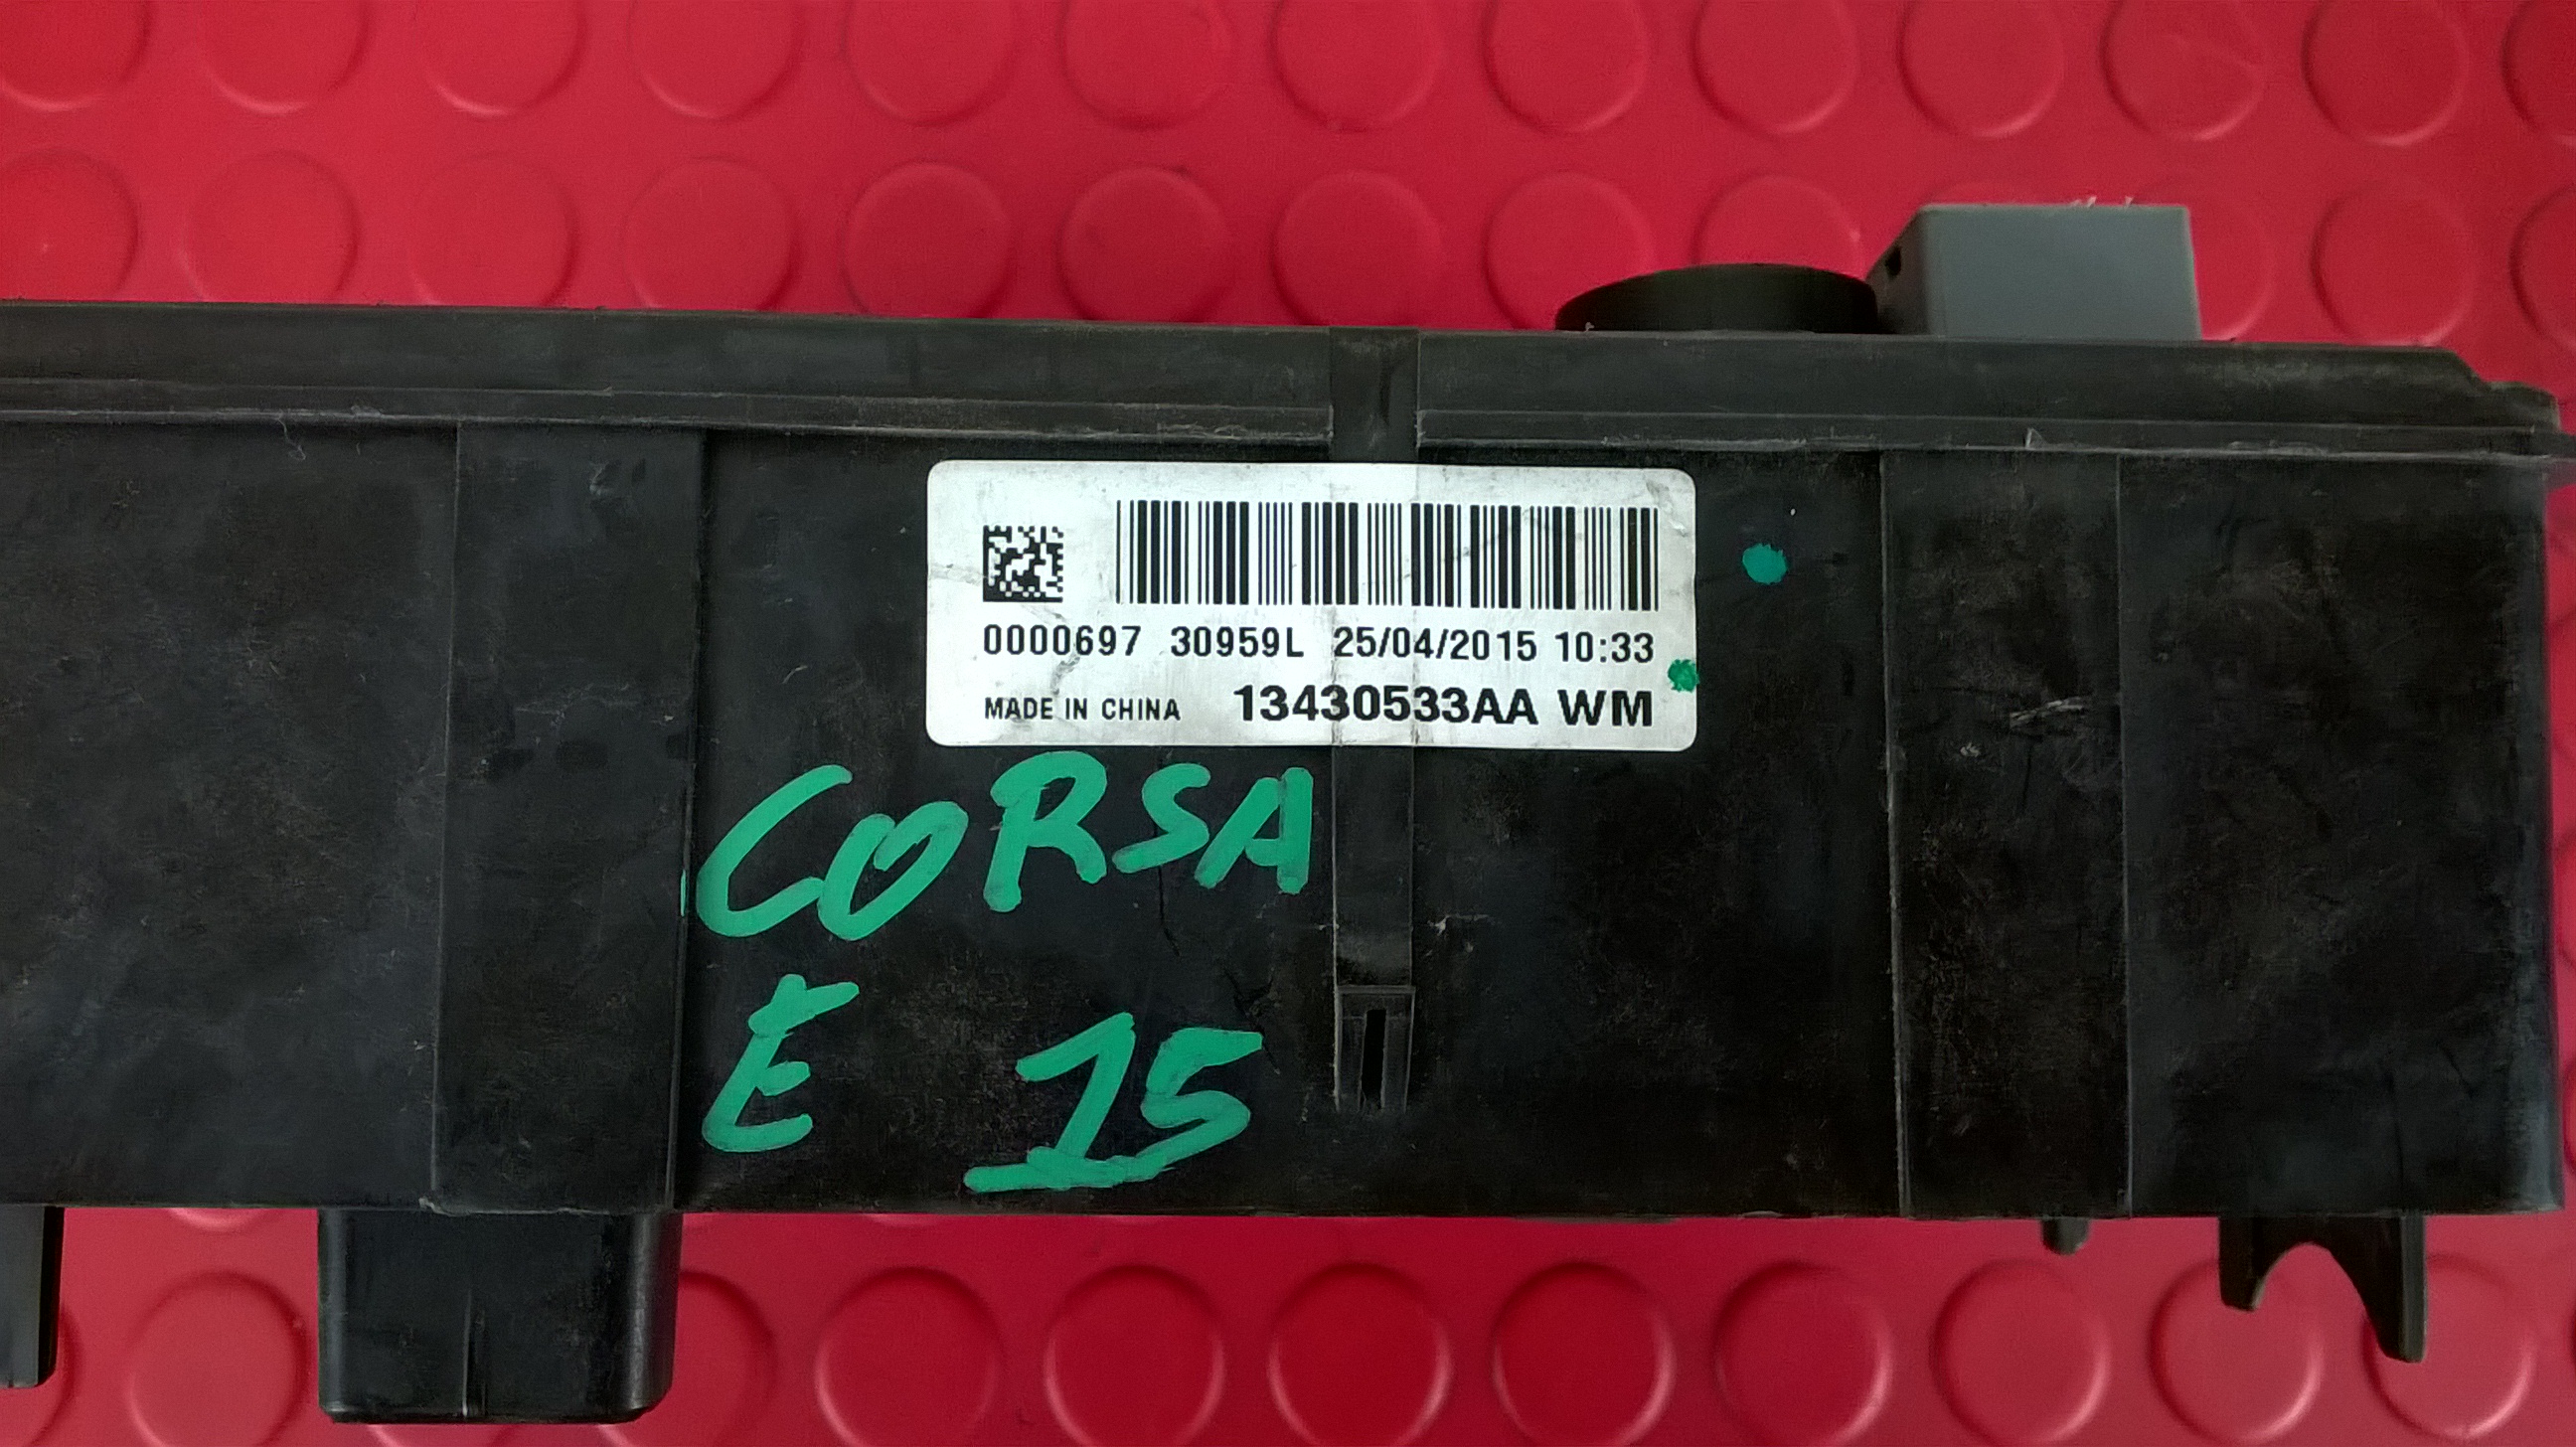 0000697 30959L 25/04/2015 10:33
MADE IN CHINA 13430533AA WM
CORSA
E 15